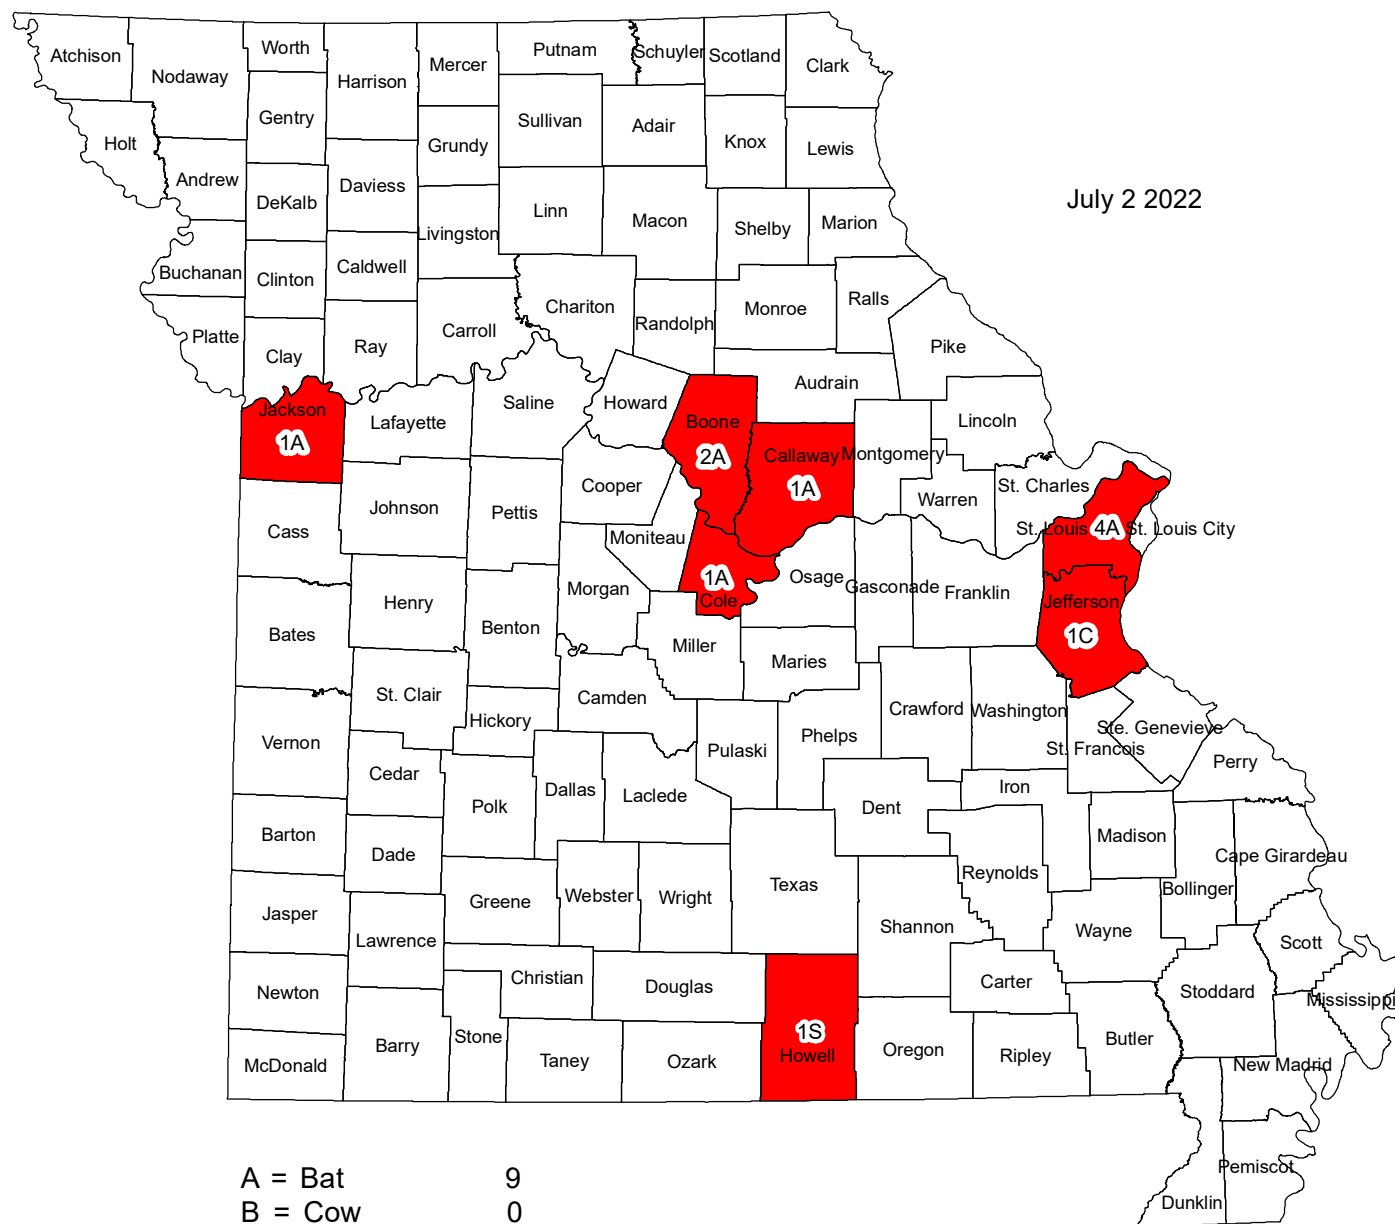 Atchison
Nodaway
Worth
Harrison
Mercer
Putnam
Schuyler
Scotland
Clark
Gentry
Sullivan
Adair
Knox
Lewis
Holt
Andrew
DeKalb
Daviess
Grundy
Linn
Macon
Shelby
Marion
July 2 2022
Livingston
Buchanan
Clinton
Caldwell
Chariton
Randolph
Monroe
Ralls
Platte
Clay
Ray
Carroll
Pike
Audrain
Jackson
1A
Lafayette
Saline
Howard
Boone
2A
Callaway
1A
Montgomery
Lincoln
Warren
St. Charles
Cooper
Cass
Johnson
Pettis
Moniteau
St. Louis
4A
St. Louis City
Morgan
1A
Cole
Osage
Gasconade
Franklin
Jefferson
1C
Bates
Henry
Benton
Miller
Maries
St. Clair
Hickory
Camden
Pulaski
Phelps
Crawford
Washington
St. Francois
Ste. Genevieve
Perry
Vernon
Cedar
Polk
Dallas
Laclede
Dent
Iron
Madison
Barton
Dade
Texas
Reynolds
Bollinger
Cape Girardeau
Jasper
Greene
Webster
Wright
Shannon
Wayne
Scott
Lawrence
Newton
Christian
Douglas
Carter
Stoddard
Mississippi
McDonald
Barry
Stone
Taney
Ozark
1S
Howell
Oregon
Ripley
Butler
New Madrid
Pemiscot
Dunklin
A = Bat 9
B = Cow 0